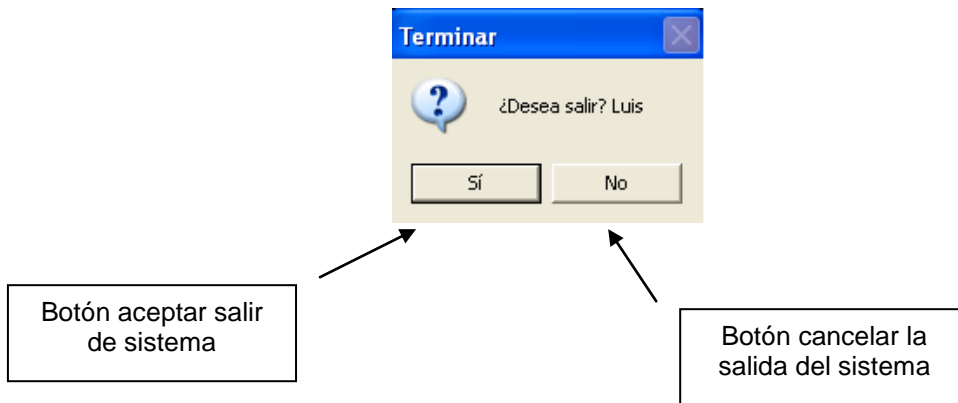 Terminar
¿Desea salir? Luis
Sí
No
Botón aceptar salir
de sistema
Botón cancelar la
salida del sistema